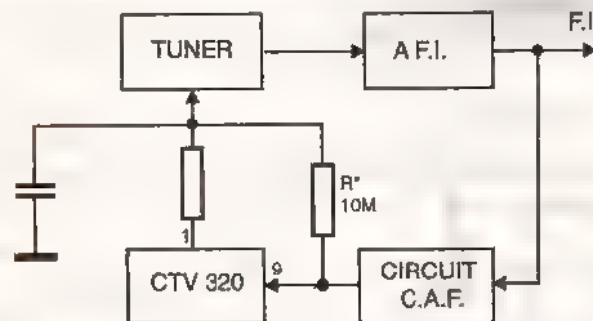 TUNER
A F.I.
F.I
R*
10M
1
9
CTV 320
CIRCUIT
C.A.F.